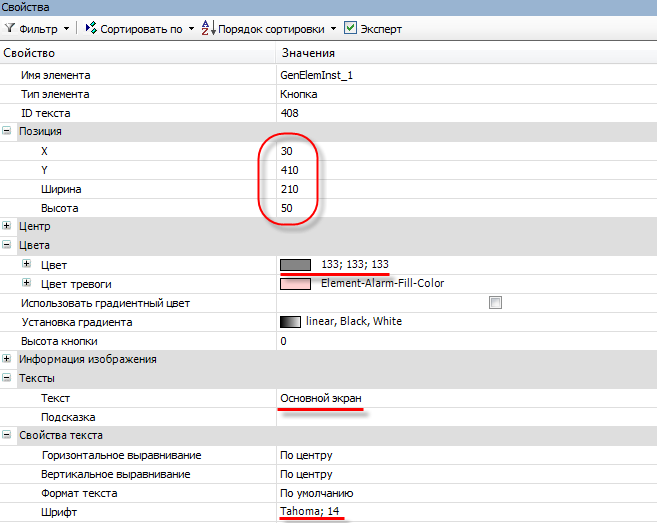 Свойства
Фильтр Сортировать по Порядок сортировки Эксперт
Свойство Значения
Имя элемента GenElemInst_1
Тип элемента Кнопка
ID текста 408
Позиция
X 30
Y 410
Ширина 210
Высота 50
Центр
Цвета
Цвет 133; 133; 133
Цвет тревоги Element-Alarm-Fill-Color
Использовать градиентный цвет
Установка градиента linear, Black, White
Высота кнопки 0
Информация изображения
Тексты
Текст Основной экран
Подсказка
Свойства текста
Горизонтальное выравнивание По центру
Вертикальное выравнивание По центру
Формат текста По умолчанию
Шрифт Tahoma; 14